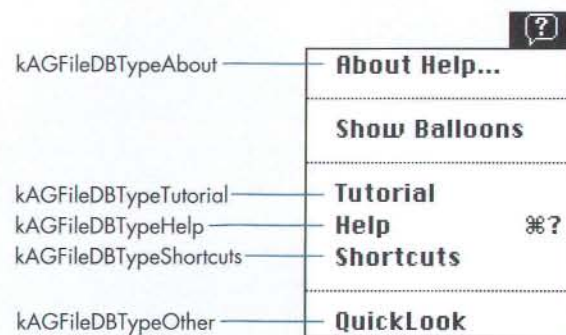 ?
kAGFileDBTypeAbout About Help...
Show Balloons
kAGFileDBTypeTutorial Tutorial
kAGFileDBTypeHelp Help ⌘?
kAGFileDBTypeShortcuts Shortcuts
kAGFileDBTypeOther QuickLook